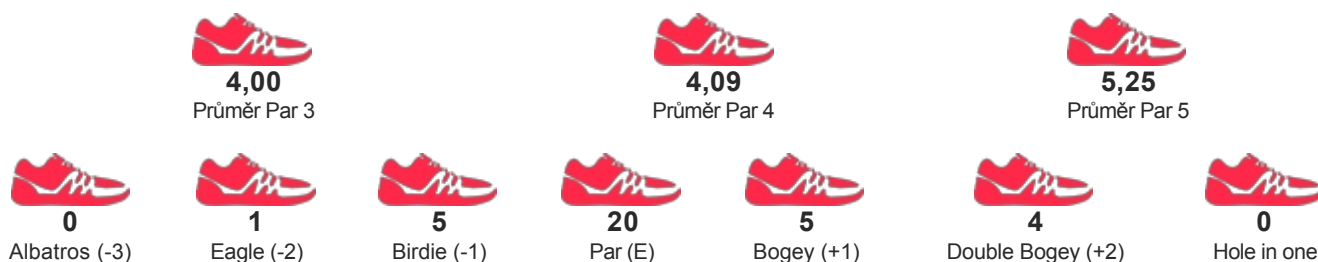 4,00 4,09 5,25
Průměr Par 3 Průměr Par 4 Průměr Par 5
0 1 5 20 5 4 0
Albatros (-3) Eagle (-2) Birdie (-1) Par (E) Bogey (+1) Double Bogey (+2) Hole in one